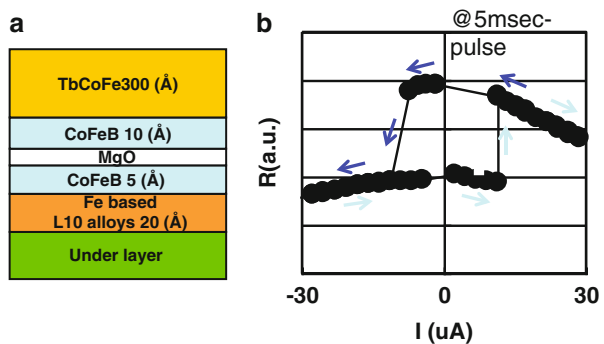 a
TbCoFe300 (Å)
CoFeB 10 (Å)
MgO
CoFeB 5 (Å)
Fe based
L10 alloys 20 (Å)
Under layer
b
@5msec-
pulse
R(a.u.)
-30
0
30
I (uA)